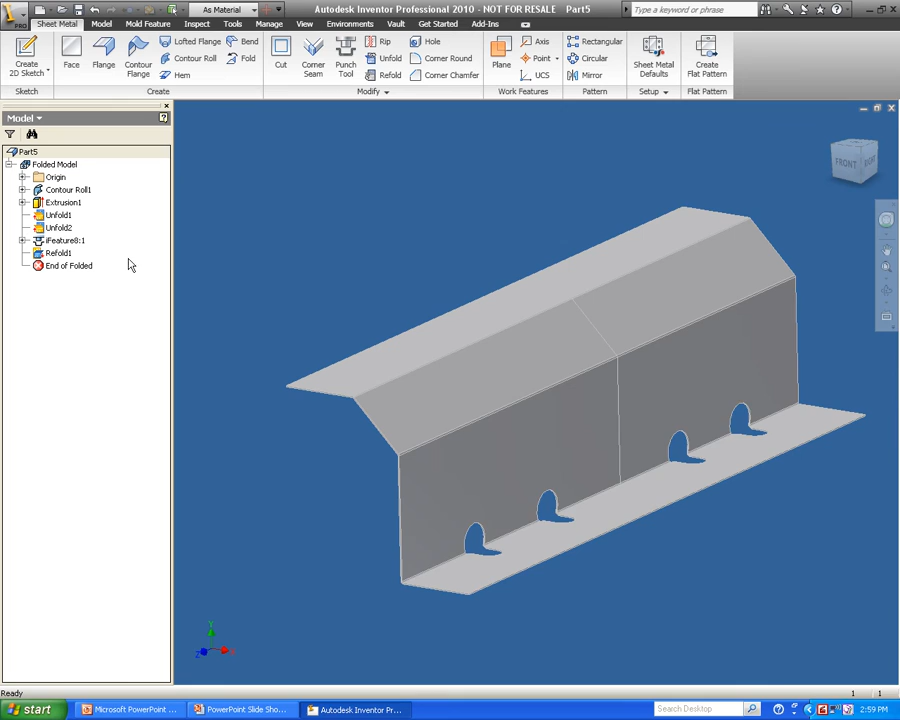 As Material
Autodesk Inventor Professional 2010 - NOT FOR RESALE Part5
Type a keyword or phrase
PRO
Sheet Metal Model Mold Feature Inspect Tools Manage Environments View Vault Get Started Add-Ins
Create
2D Sketch
Face
Flange
Contour
Flange
Lofted Flange
Contour Roll
Hem
Bend
Fold
Cut
Corner
Seam
Punch
Tool
Rip
Unfold
Refold
Hole
Corner Round
Corner Chamfer
Plane
Axis
Point
UCS
Rectangular
Circular
Mirror
Sheet Metal
Defaults
Create
Flat Pattern
Sketch
Create
Modify
Work Features
Pattern
Setup
Flat Pattern
Model
Part5
Folded Model
Origin
Contour Roll1
Extrusion1
Unfold1
Unfold2
iFeature8:1
Refold1
End of Folded
FRONT
RIGHT
Y
Z
X
Ready
1 1
start
Microsoft PowerPoint ...
PowerPoint Slide Sho...
Autodesk Inventor Pr...
Search Desktop
2:59 PM